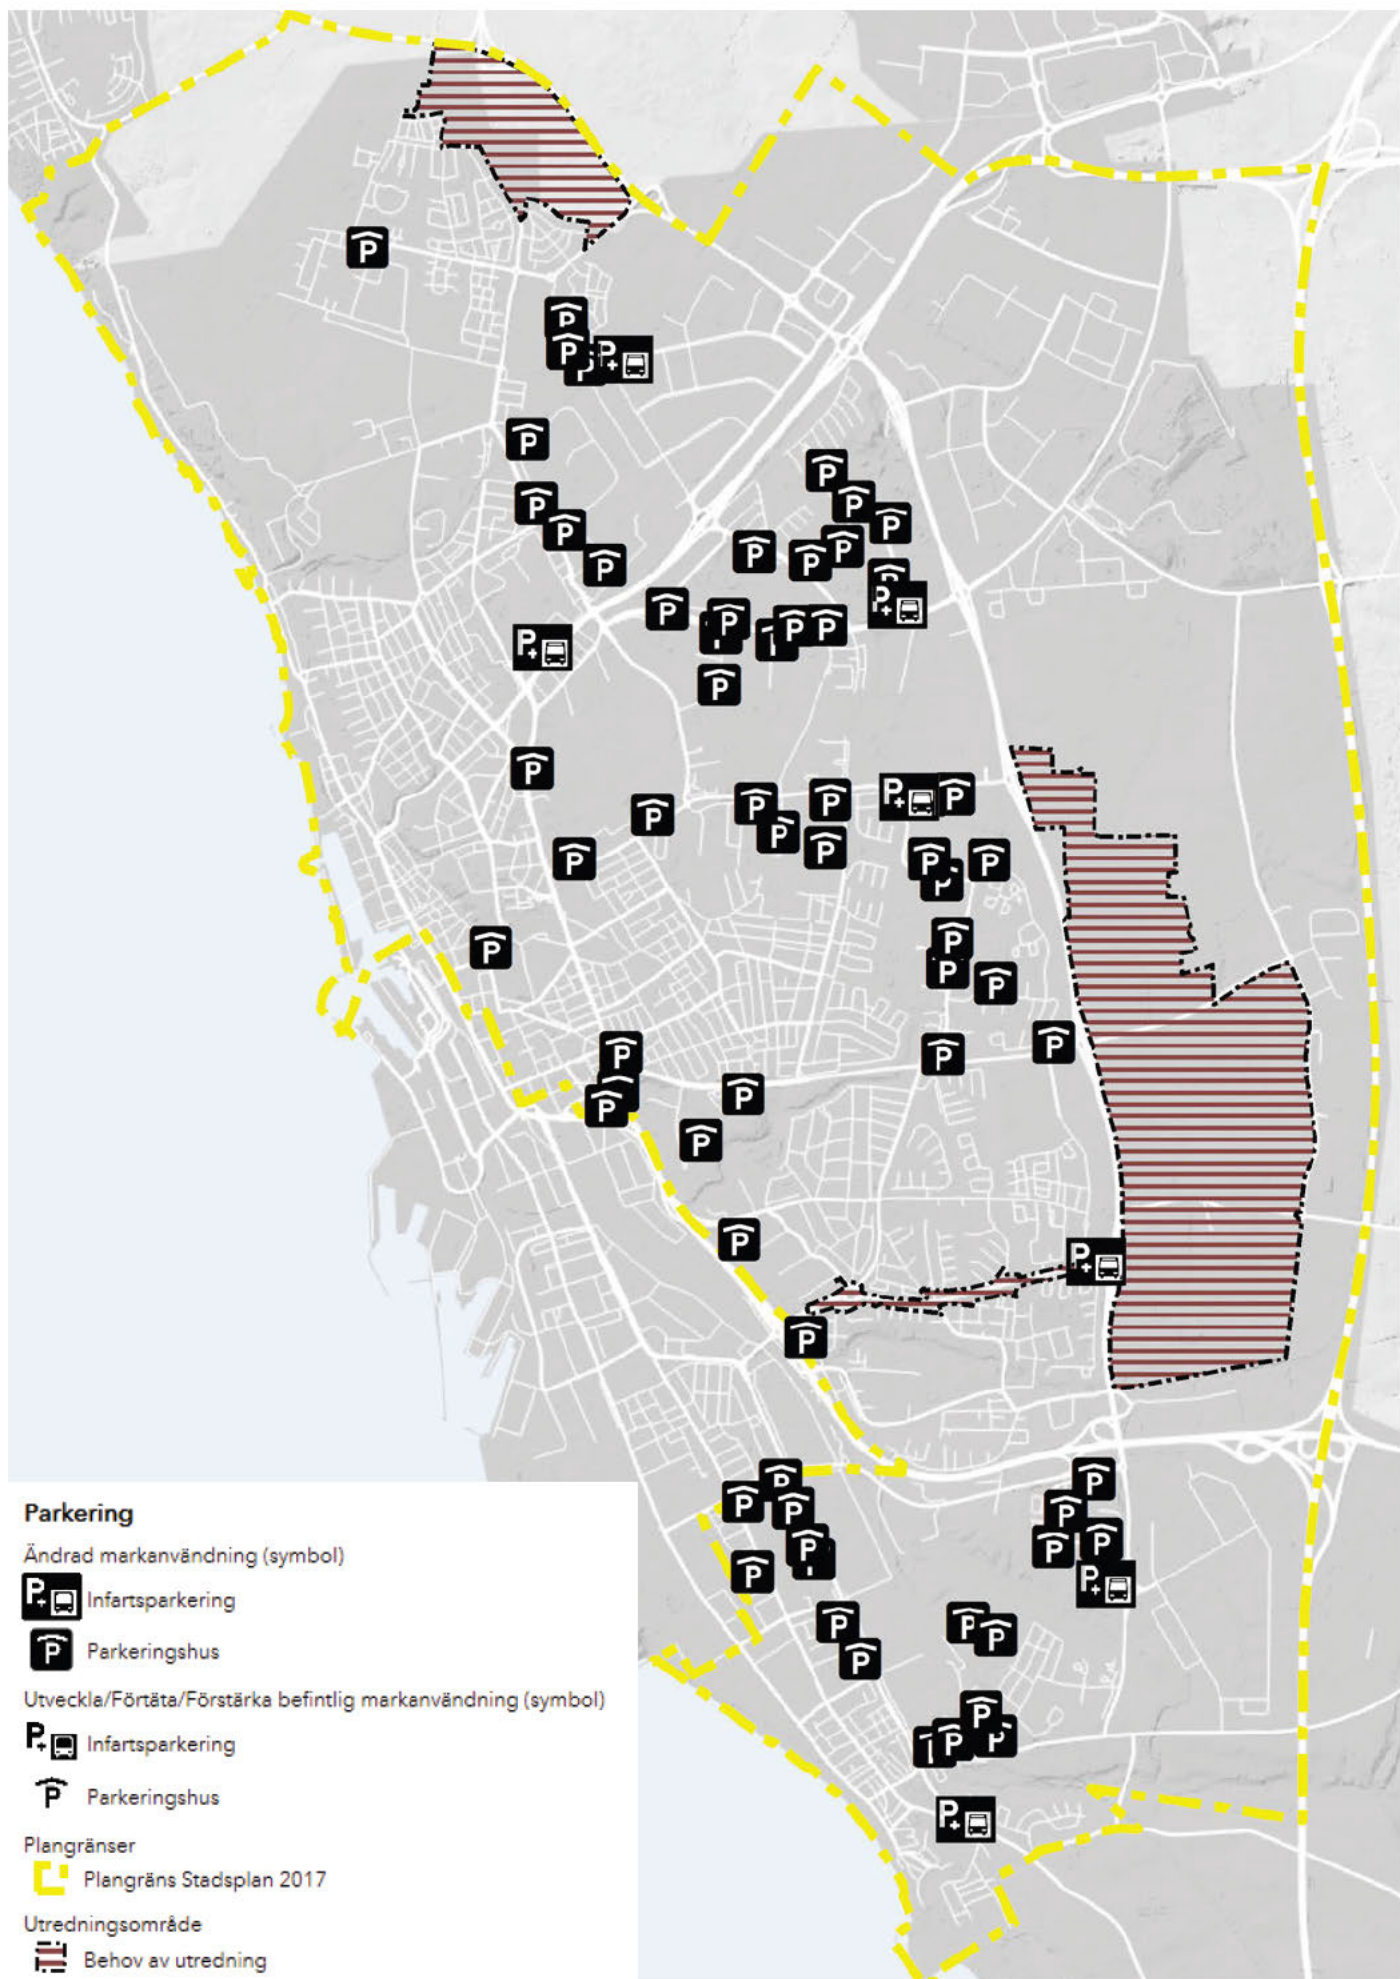 Parkering
Ändrad markanvändning (symbol)
Infartsparkering
Parkeringshus
Utveckla/Förtäta/Förstärka befintlig markanvändning (symbol)
Infartsparkering
Parkeringshus
Plangränser
Plangräns Stadsplan 2017
Utredningsområde
Behov av utredning